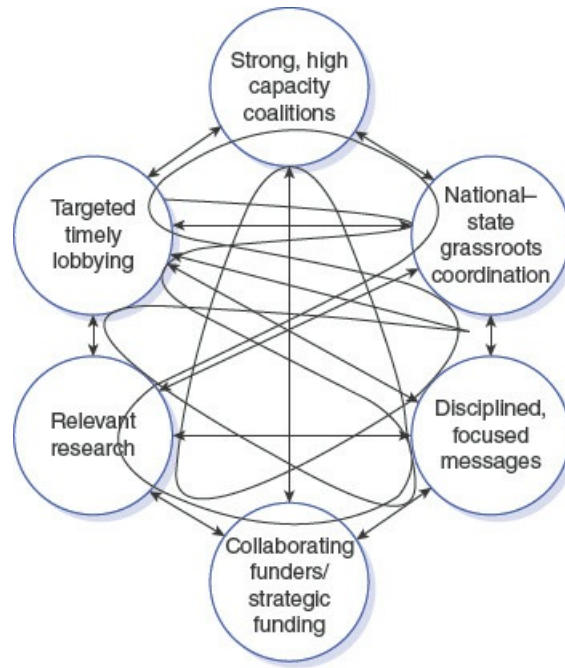 Strong, high
capacity
coalitions
Targeted
timely
lobbying
National–
state
grassroots
coordination
Relevant
research
Disciplined,
focused
messages
Collaborating
funders/
strategic
funding